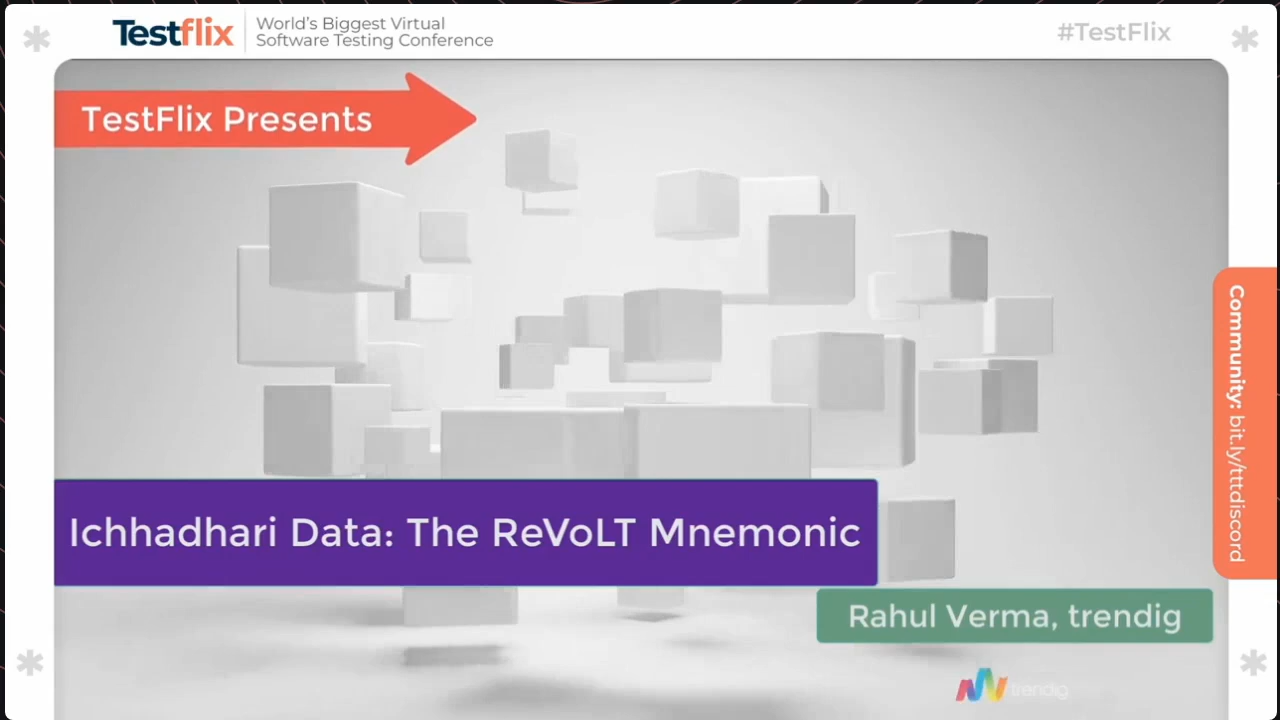 Testflix
World's Biggest Virtual
Software Testing Conference
#TestFlix
TestFlix Presents
Community: bit.ly/tttdiscord
Ichhadhari Data: The ReVoLT Mnemonic
Rahul Verma, trendig
trendig